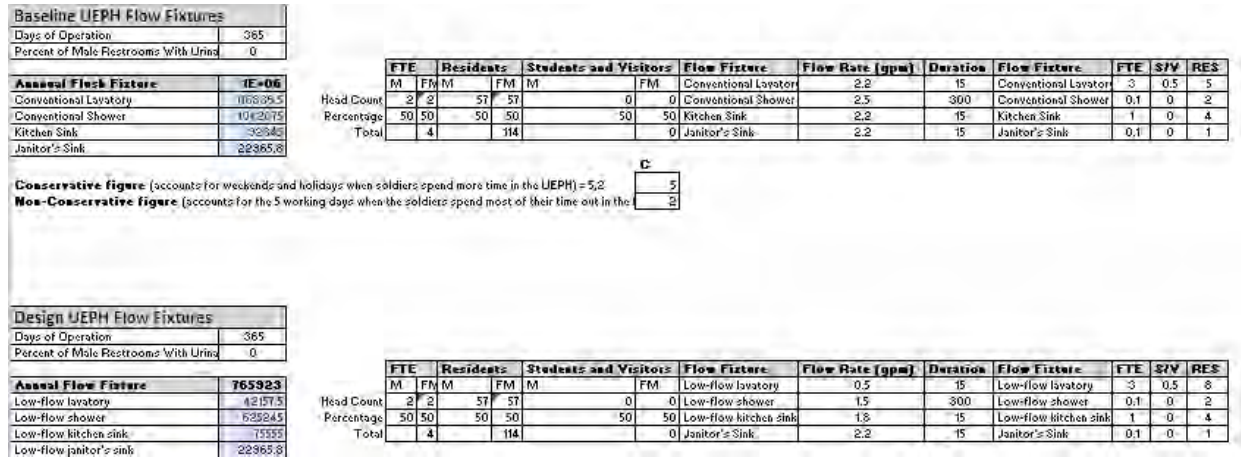 Baseline UEPH Flow Fixtures
Days of Operation 365
Percent of Male Restrooms With Urina 0
FTE Residents Students and Visitors Flow Fixture Flow Rate (gpm) Duration Flow Fixture FTE S/V RES
Annual Flush Fixture 1E+06 M FM M FM M FM Conventional Lavatory 2.2 15 Conventional Lavatory 3 0.5 5
Conventional Lavatory 116836.5 Head Count 2 2 57 57 0 0 Conventional Shower 2.5 300 Conventional Shower 0.1 0 2
Conventional Shower 1042075 Percentage 50 50 50 50 50 50 Kitchen Sink 2.2 15 Kitchen Sink 1 0 4
Kitchen Sink 92345 Total 4 114 0 Janitor's Sink 2.2 15 Janitor's Sink 0.1 0 1
Janitor's Sink 22965.8
C
Conservative figure (accounts for weekends and holidays when soldiers spend more time in the UEPH) = 5,2 5
Non-Conservative figure (accounts for the 5 working days when the soldiers spend most of their time out in the 2
Design UEPH Flow Fixtures
Days of Operation 365
Percent of Male Restrooms With Urina 0
FTE Residents Students and Visitors Flow Fixture Flow Rate (gpm) Duration Flow Fixture FTE S/V RES
Annual Flow Fixture 765923 M FM M FM M FM Low-flow lavatory 0.5 15 Low-flow lavatory 3 0.5 8
Low-flow lavatory 42157.5 Head Count 2 2 57 57 0 0 Low-flow shower 1.5 300 Low-flow shower 0.1 0 2
Low-flow shower 625245 Percentage 50 50 50 50 50 50 Low-flow kitchen sink 1.8 15 Low-flow kitchen sink 1 0 4
Low-flow kitchen sink 75555 Total 4 114 0 Janitor's Sink 2.2 15 Janitor's Sink 0.1 0 1
Low-flow janitor's sink 22965.8